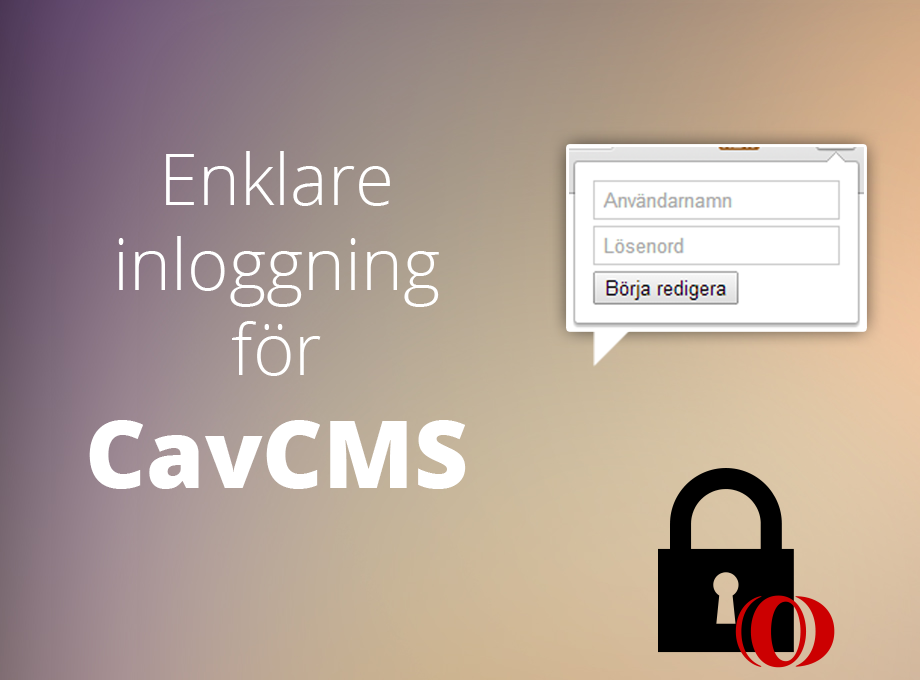 Enklare
inloggning
för
CavCMS
Användarnamn
Lösenord
Börja redigera